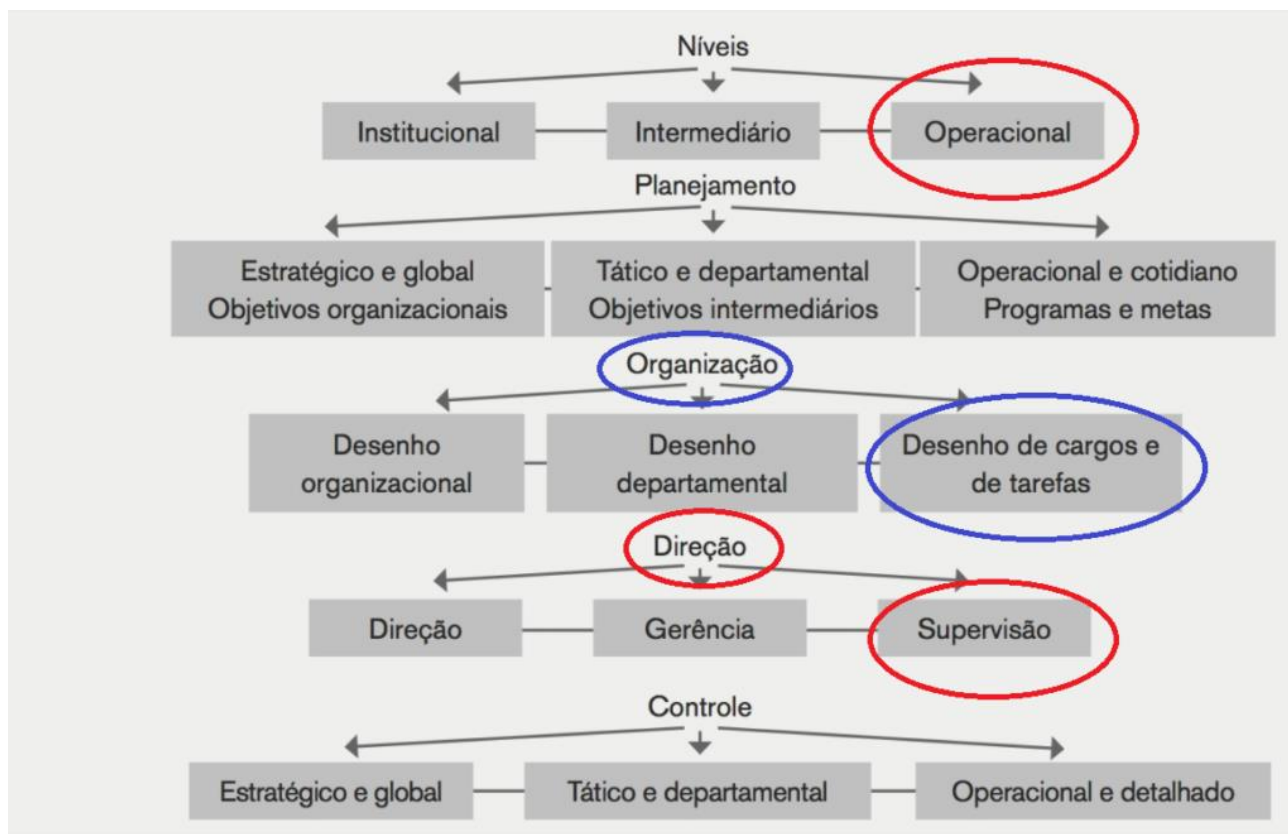 Níveis
Institucional
Intermediário
Operacional
Planejamento
Estratégico e global
Objetivos organizacionais
Tático e departamental
Objetivos intermediários
Operacional e cotidiano
Programas e metas
Organização
Desenho
organizacional
Desenho
departamental
Desenho de cargos e
de tarefas
Direção
Direção
Gerência
Supervisão
Controle
Estratégico e global
Tático e departamental
Operacional e detalhado